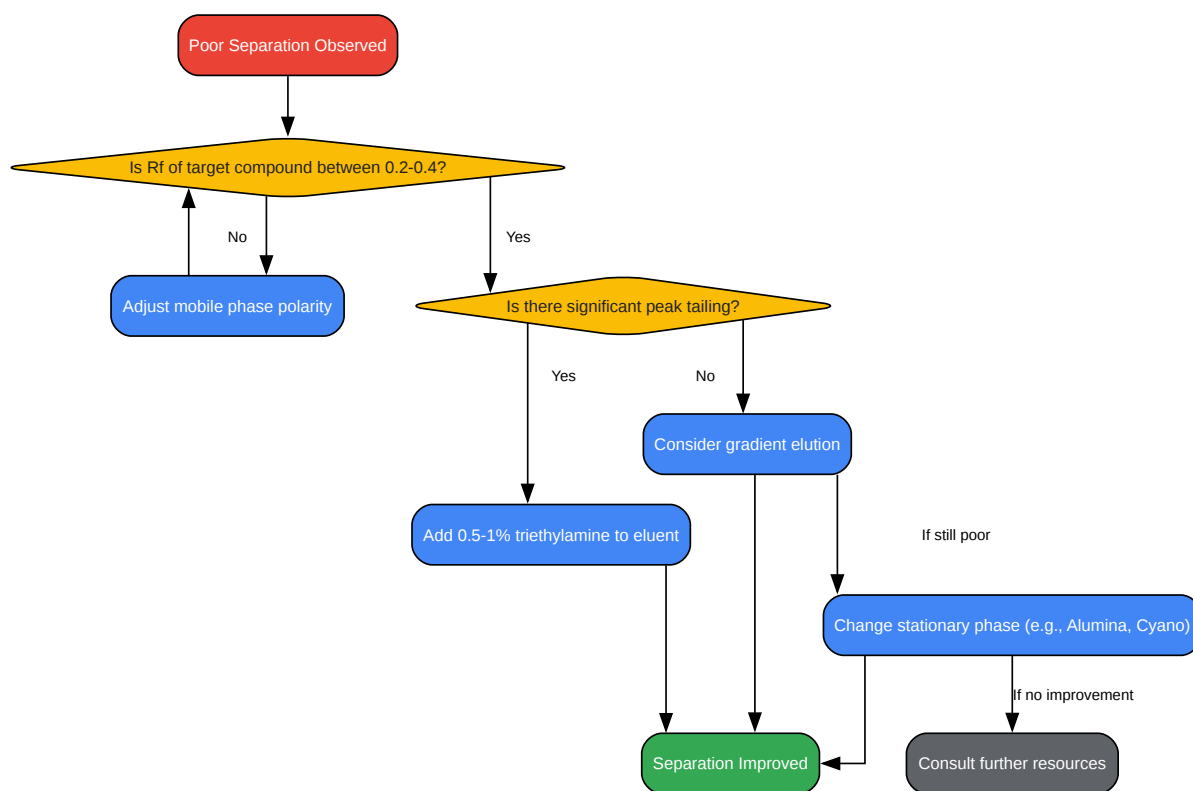 Poor Separation Observed
Is Rf of target compound between 0.2-0.4?
No
Yes
Adjust mobile phase polarity
Is there significant peak tailing?
Yes
No
Consider gradient elution
Add 0.5-1% triethylamine to eluent
If still poor
Change stationary phase (e.g., Alumina, Cyano)
If no improvement
Separation Improved
Consult further resources